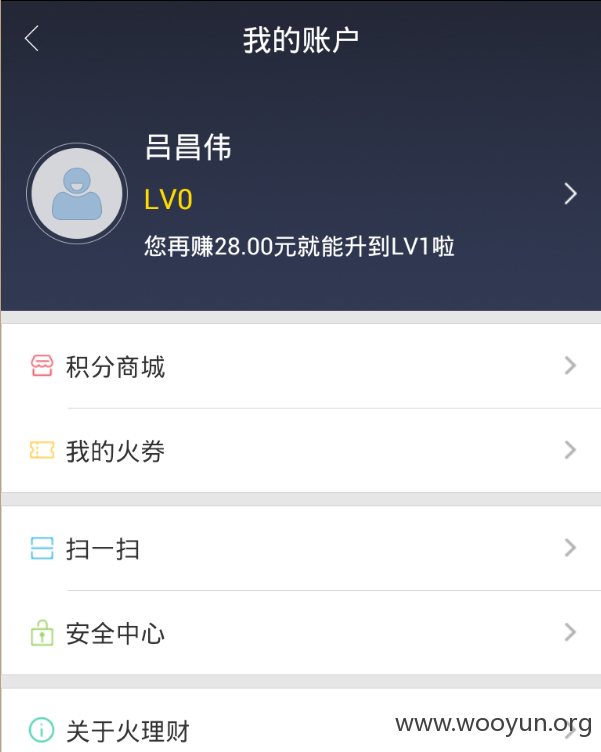 我的账户
吕昌伟
LV0
您再赚28.00元就能升到LV1啦
积分商城
我的火券
扫一扫
安全中心
关于火理财
www.wooyun.org